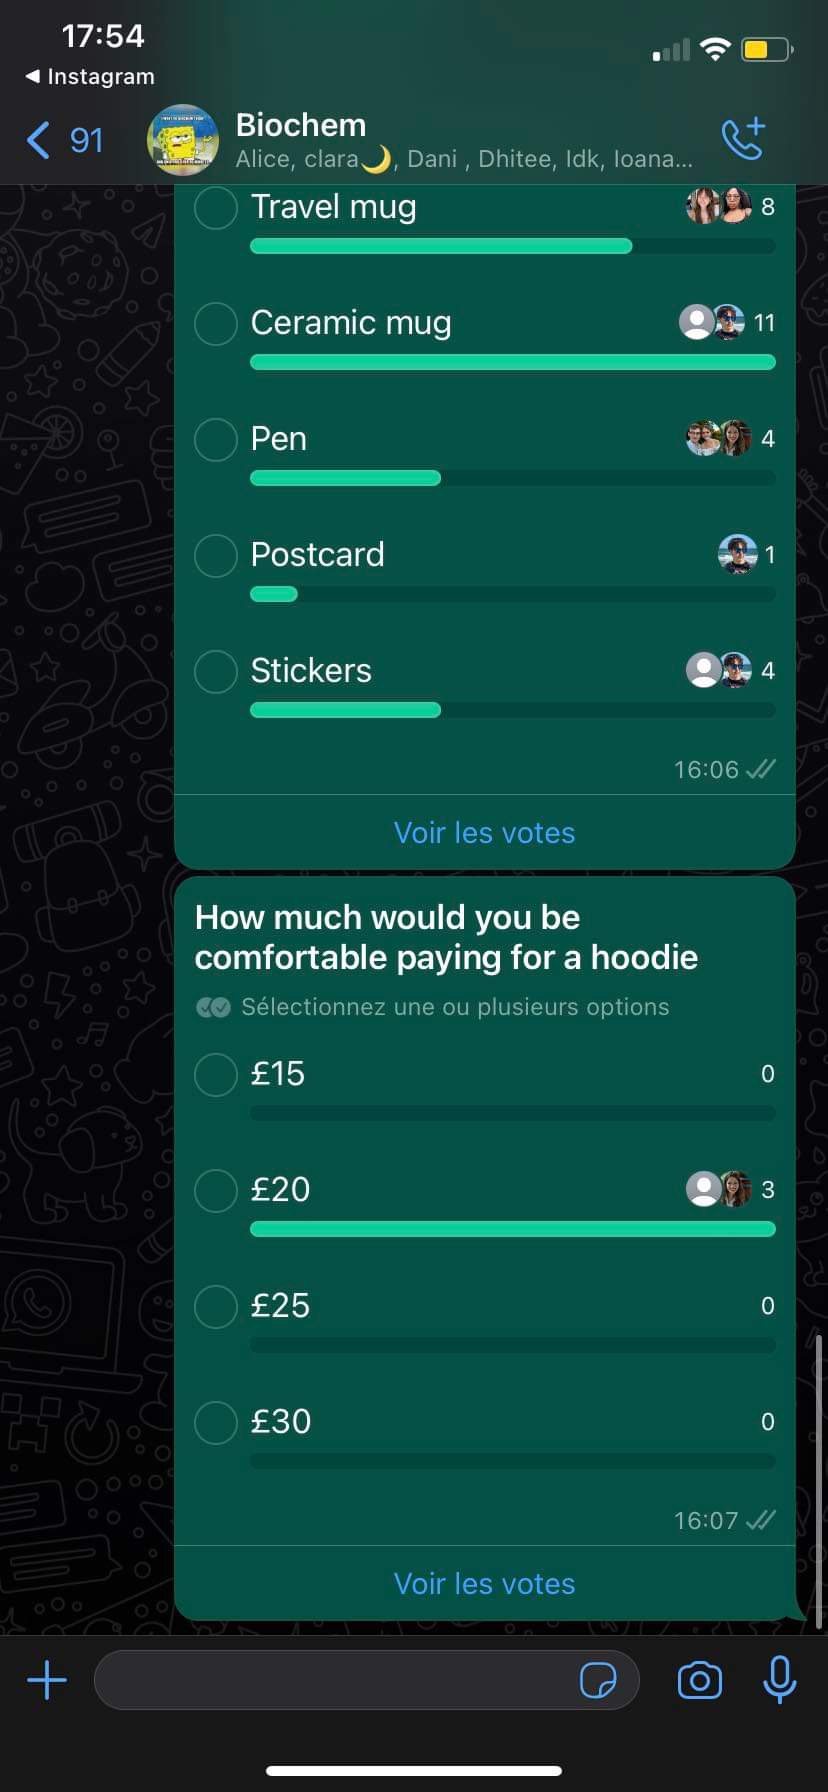 17:54
◀ Instagram
91
Biochem
Alice, clara🌙, Dani , Dhitee, Idk, Ioana...
Travel mug
8
Ceramic mug
11
Pen
4
Postcard
1
Stickers
4
16:06
Voir les votes
How much would you be
comfortable paying for a hoodie
Sélectionnez une ou plusieurs options
£15
0
£20
3
£25
0
£30
0
16:07
Voir les votes